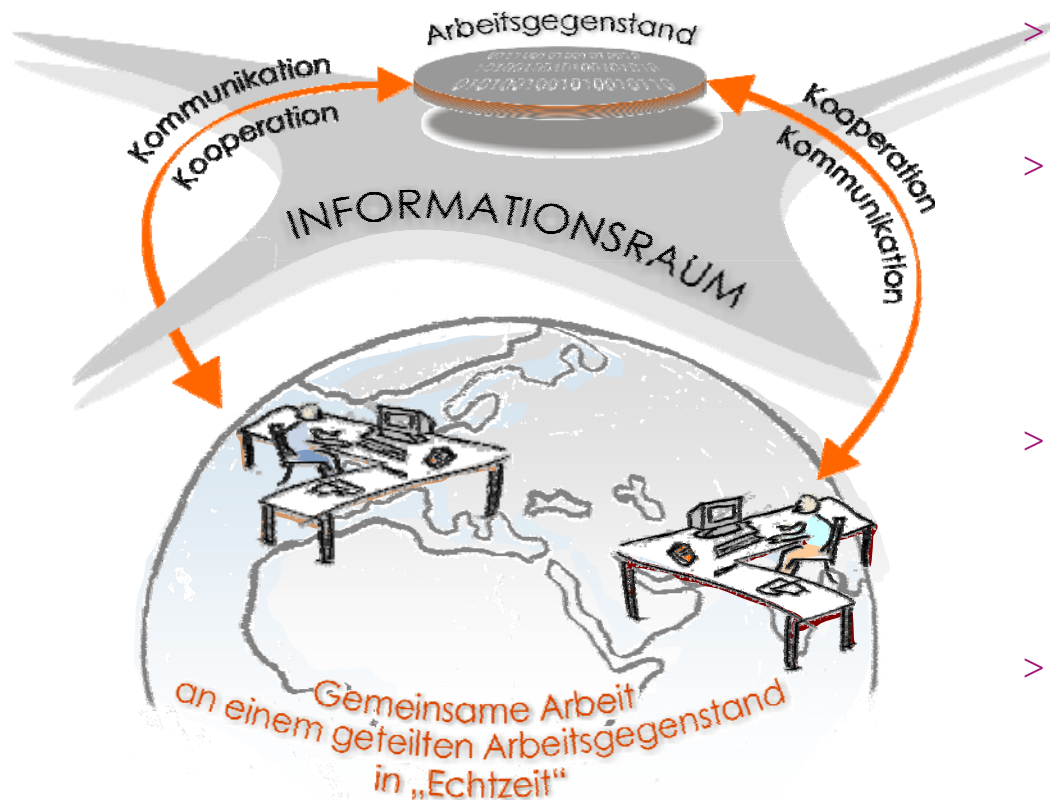 Arbeitsgegenstand
>
Kommunikation
Kooperation
Kooperation
Kommunikation
>
INFORMATIONSRAUM
>
>
Gemeinsame Arbeit
an einem geteilten Arbeitsgegenstand
in „Echtzeit“